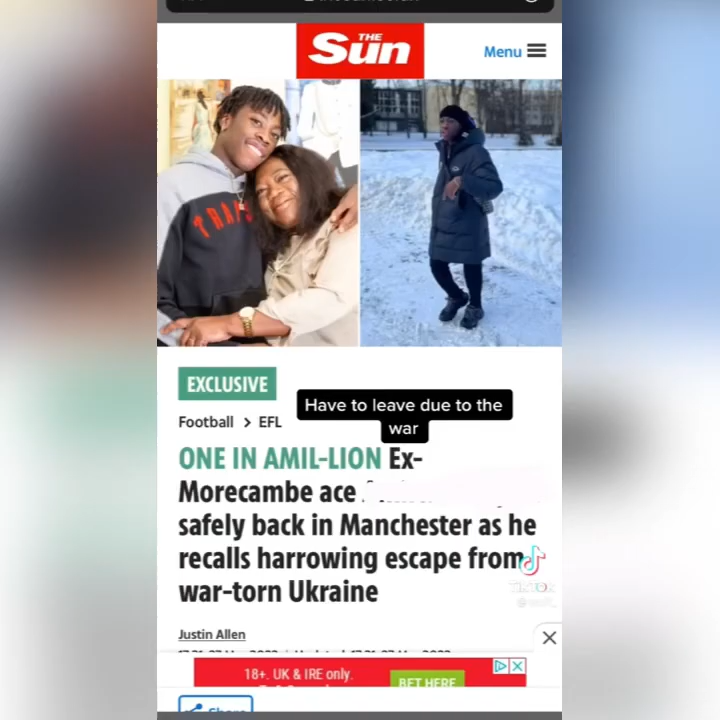 THE
Sun
Menu
EXCLUSIVE
Have to leave due to the
war
Football > EFL
ONE IN AMIL-LION Ex-
Morecambe ace
safely back in Manchester as he
recalls harrowing escape from
war-torn Ukraine
TikTok
Justin Allen
18+. UK & IRE only.
BET HERE
Share